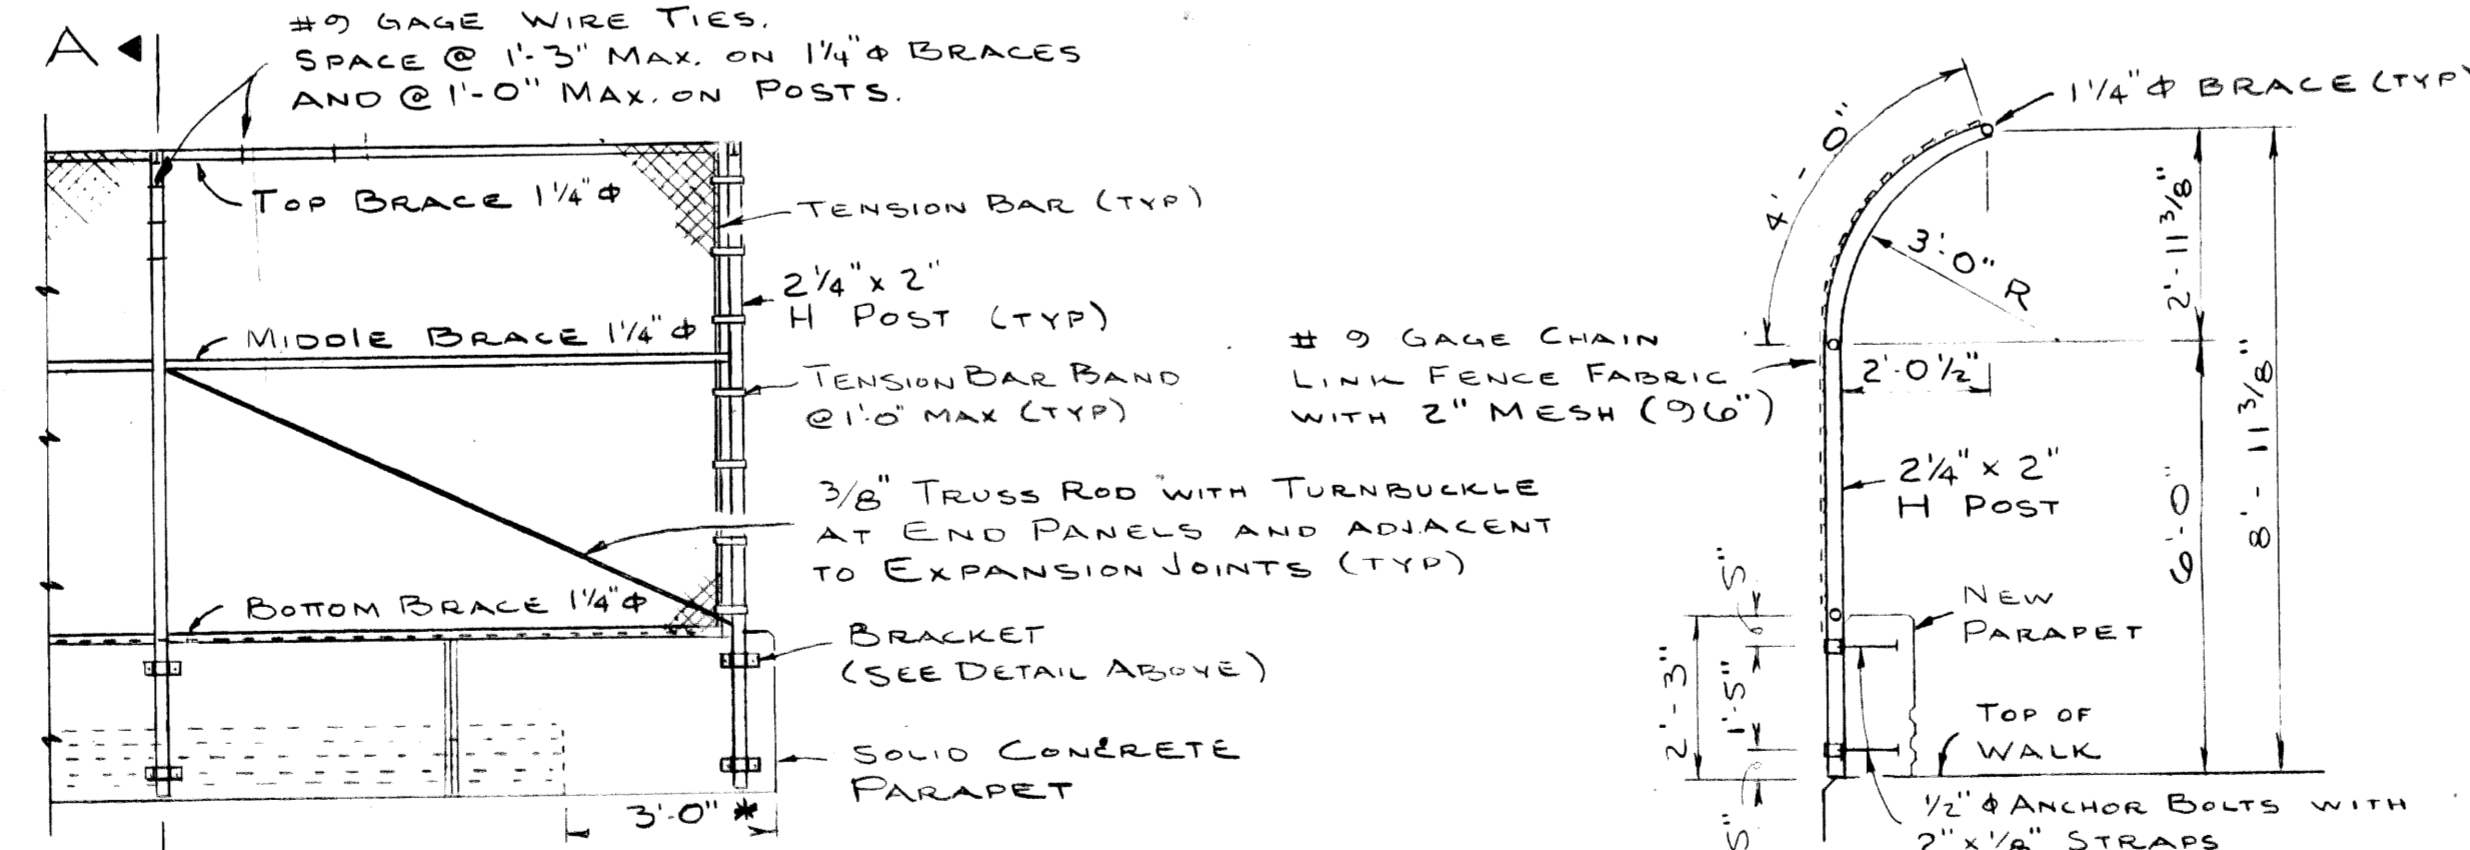 A
#9 GAGE WIRE TIES.
SPACE @ 1'-3" MAX. ON 1¼"ϕ BRACES
AND @ 1'-0" MAX. ON POSTS.
TOP BRACE 1¼"ϕ
TENSION BAR (TYP)
2¼" x 2"
H POST (TYP)
MIDDLE BRACE 1¼"ϕ
TENSION BAR BAND
@ 1'-0" MAX (TYP)
3/8" TRUSS ROD WITH TURNBUCKLE
AT END PANELS AND ADJACENT
TO EXPANSION JOINTS (TYP)
BOTTOM BRACE 1¼"ϕ
BRACKET
(SEE DETAIL ABOVE)
SOLID CONCRETE
PARAPET
3'-0" *
1¼"ϕ BRACE (TYP)
4'-0"
3'-0" R
2'-11 3/8"
# 9 GAGE CHAIN
LINK FENCE FABRIC
WITH 2" MESH (96")
2'-0½"
8'-11 3/8"
2¼" x 2"
H POST
6'-0"
5"
NEW
PARAPET
2'-3"
1'-5"
TOP OF
WALK
5"
½"ϕ ANCHOR BOLTS WITH
2" x 1/8" STRAPS